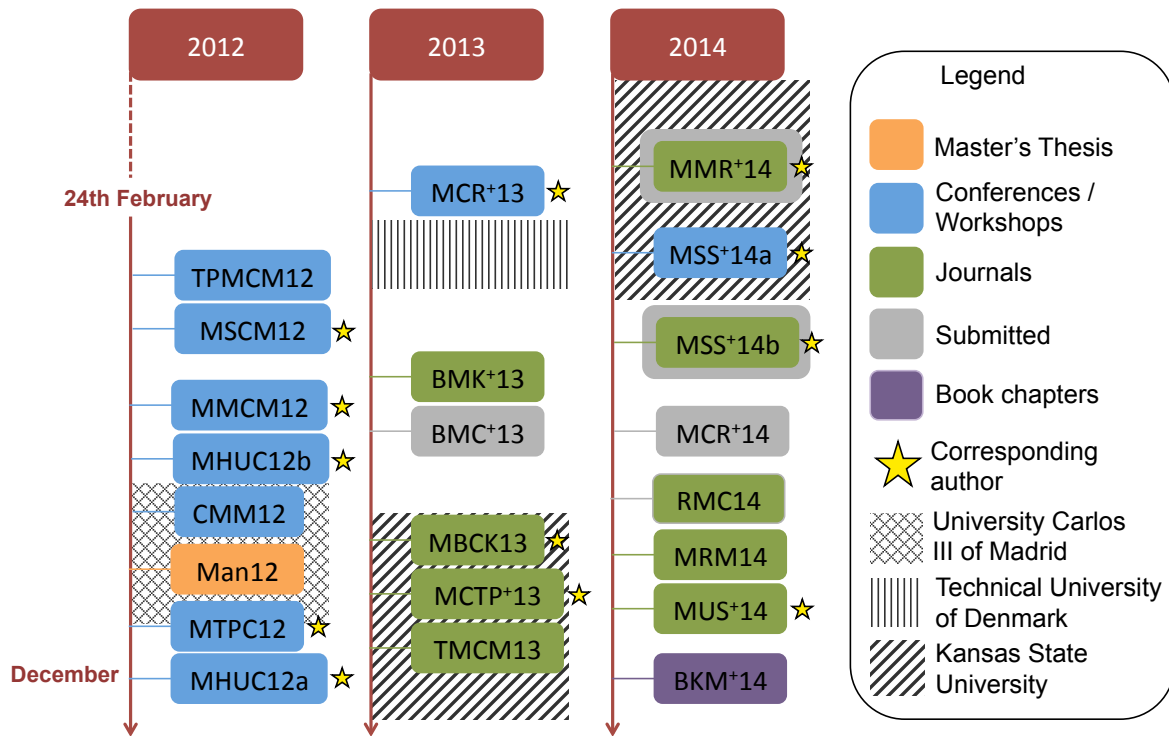 2012
2013
2014
24th February
December
TPMCM12
MSCM12
MMCM12
MHUC12b
CMM12
Man12
MTPC12
MHUC12a
MCR+13
BMK+13
BMC+13
MBCK13
MCTP+13
TMCM13
MMR+14
MSS+14a
MSS+14b
MCR+14
RMC14
MRM14
MUS+14
BKM+14
Legend
Master's Thesis
Conferences /
Workshops
Journals
Submitted
Book chapters
Corresponding
author
University Carlos
III of Madrid
Technical University
of Denmark
Kansas State
University